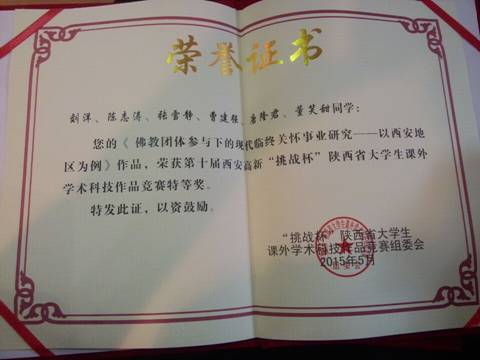 荣誉证书
刘洋、陈志涛、张雪静、曹建强、唐隆君、董笑甜同学：
您的《佛教团体参与下的现代临终关怀事业研究——以西安地
区为例》作品，荣获第十届西安高新“挑战杯”陕西省大学生课外
学术科技作品竞赛特等奖。
特发此证，以资鼓励。
“挑战杯”陕西省大学生
课外学术科技作品竞赛组委会
2015年5月